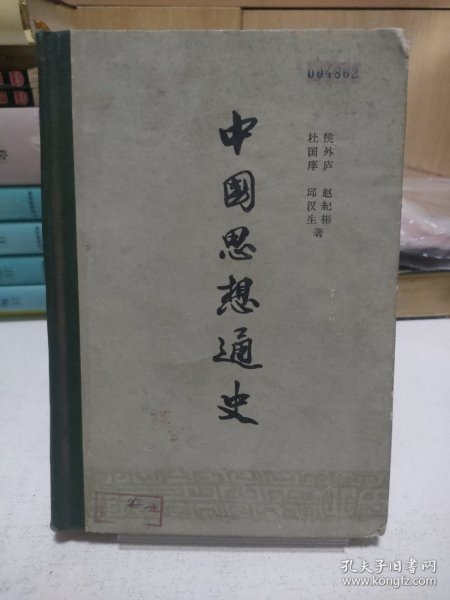 004862
侯外庐 赵纪彬
杜国庠 邱汉生 著
中國思想通史
孔夫子旧书网
www.kongfz.com